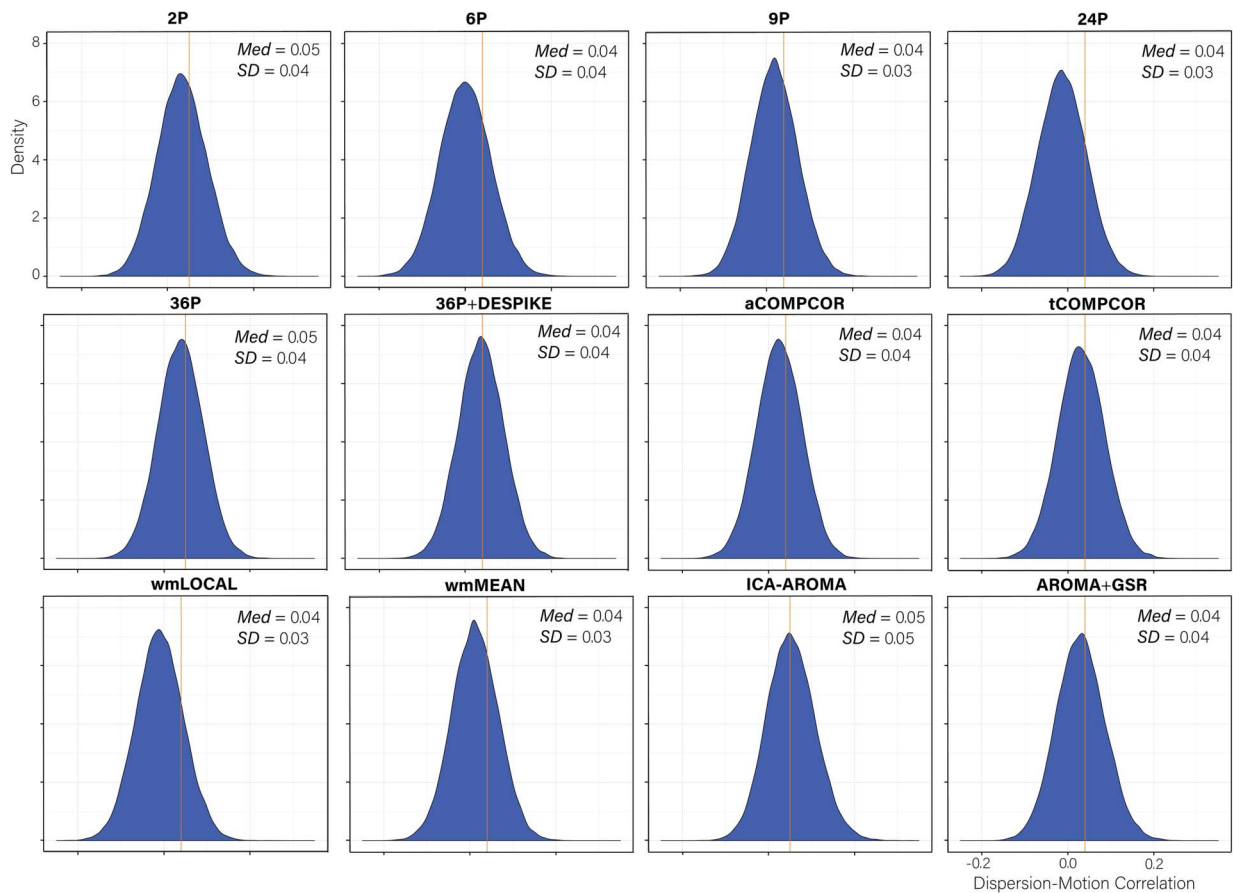 2P
6P
9P
24P
8
6
4
2
0
Density
Med = 0.05
SD = 0.04
Med = 0.04
SD = 0.04
Med = 0.04
SD = 0.03
Med = 0.04
SD = 0.03
36P
36P+DESPIKE
aCOMPCOR
tCOMPCOR
Med = 0.05
SD = 0.04
Med = 0.04
SD = 0.04
Med = 0.04
SD = 0.04
Med = 0.04
SD = 0.04
wmLOCAL
wmMEAN
ICA-AROMA
AROMA+GSR
Med = 0.04
SD = 0.03
Med = 0.04
SD = 0.03
Med = 0.05
SD = 0.05
Med = 0.04
SD = 0.04
-0.2 0.0 0.2
Dispersion-Motion Correlation